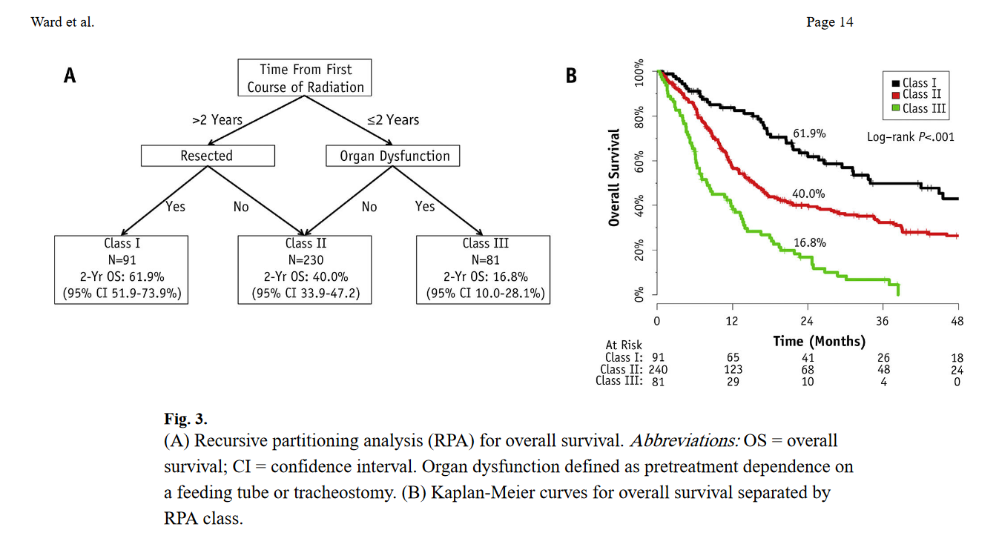 Ward et al.
Page 14
A
Time From First
Course of Radiation
>2 Years
≤2 Years
Resected
Organ Dysfunction
Yes
No
No
Yes
Class I
N=91
2-Yr OS: 61.9%
(95% CI 51.9-73.9%)
Class II
N=230
2-Yr OS: 40.0%
(95% CI 33.9-47.2)
Class III
N=81
2-Yr OS: 16.8%
(95% CI 10.0-28.1%)
B
Overall Survival
100%
80%
60%
40%
20%
0%
Class I
Class II
Class III
Log-rank P<.001
61.9%
40.0%
16.8%
0 12 24 36 48
Time (Months)
At Risk
Class I: 91 65 41 26 18
Class II: 240 123 68 48 24
Class III: 81 29 10 4 0
Fig. 3.
(A) Recursive partitioning analysis (RPA) for overall survival. Abbreviations: OS = overall
survival; CI = confidence interval. Organ dysfunction defined as pretreatment dependence on
a feeding tube or tracheostomy. (B) Kaplan-Meier curves for overall survival separated by
RPA class.